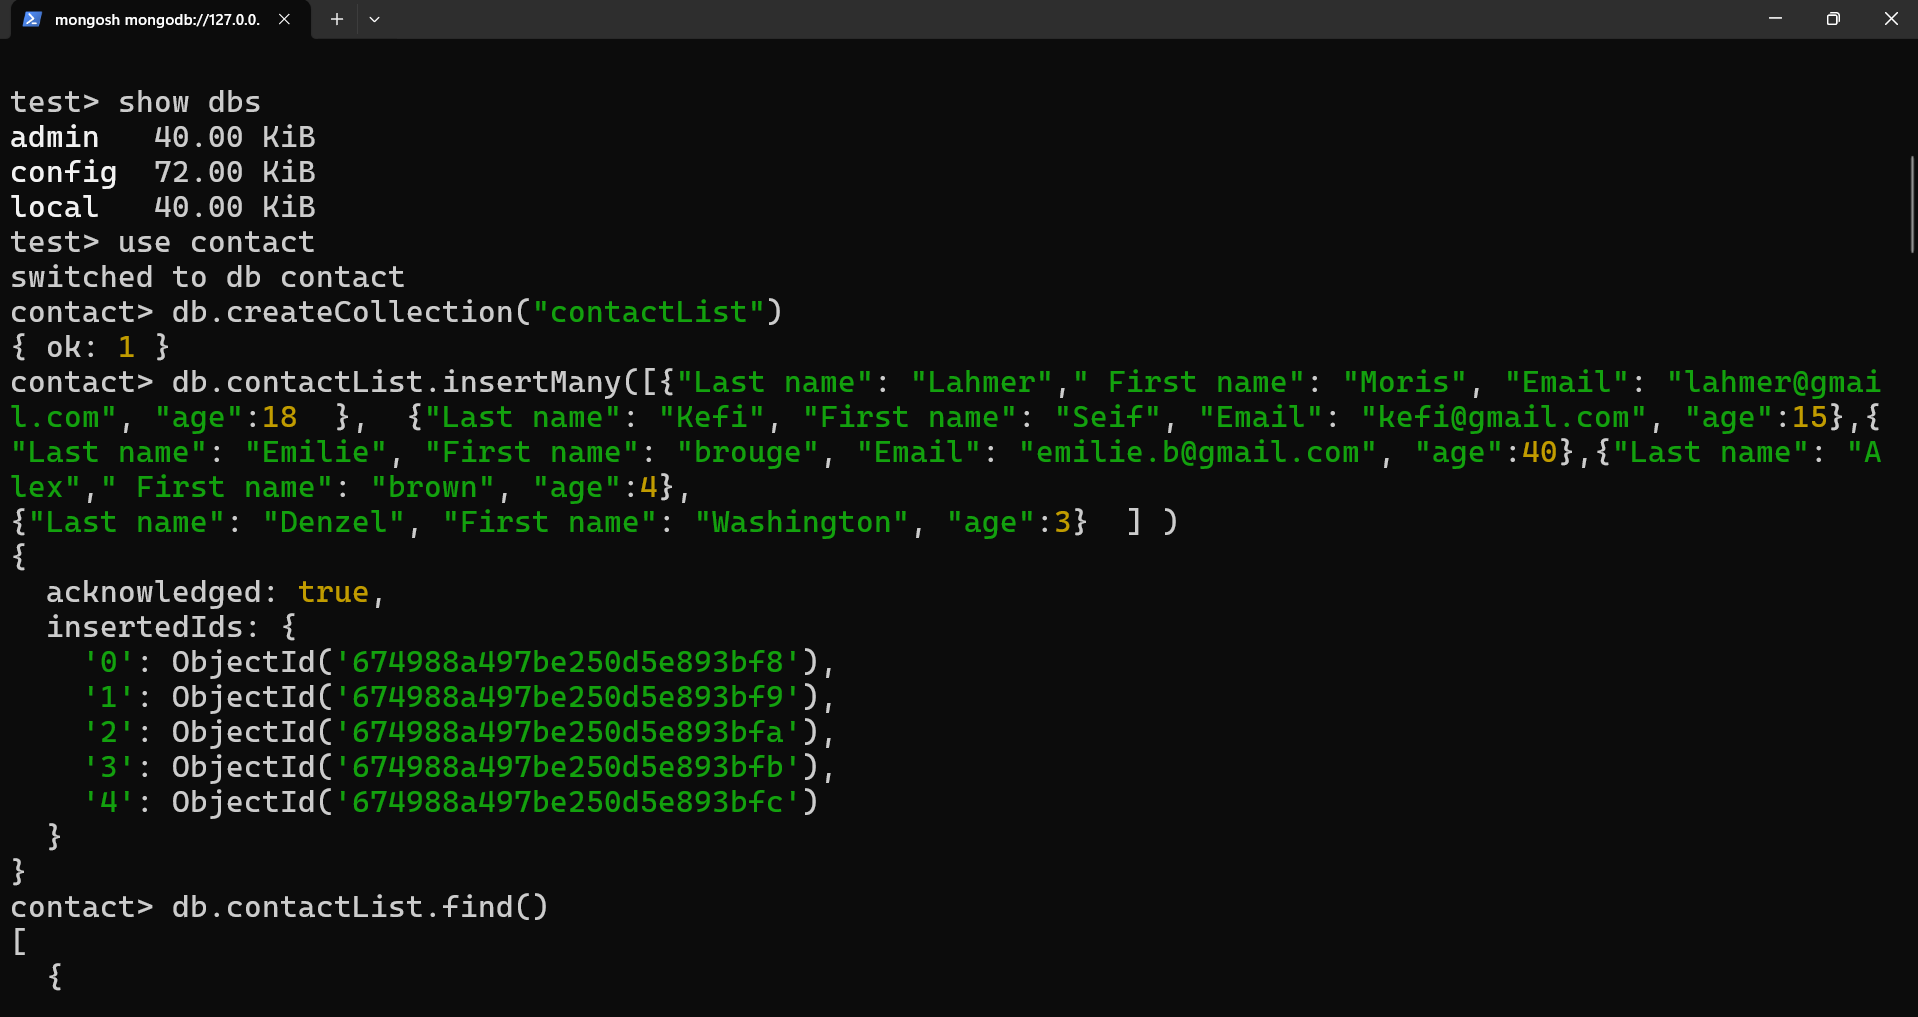 mongosh mongodb://127.0.0.
test> show dbs
admin   40.00 KiB
config  72.00 KiB
local   40.00 KiB
test> use contact
switched to db contact
contact> db.createCollection("contactList")
{ ok: 1 }
contact> db.contactList.insertMany([{"Last name": "Lahmer"," First name": "Moris", "Email": "lahmer@gmai
l.com", "age":18  },  {"Last name": "Kefi", "First name": "Seif", "Email": "kefi@gmail.com", "age":15},{
"Last name": "Emilie", "First name": "brouge", "Email": "emilie.b@gmail.com", "age":40},{"Last name": "A
lex"," First name": "brown", "age":4},
{"Last name": "Denzel", "First name": "Washington", "age":3}  ] )
{
  acknowledged: true,
  insertedIds: {
    '0': ObjectId('674988a497be250d5e893bf8'),
    '1': ObjectId('674988a497be250d5e893bf9'),
    '2': ObjectId('674988a497be250d5e893bfa'),
    '3': ObjectId('674988a497be250d5e893bfb'),
    '4': ObjectId('674988a497be250d5e893bfc')
  }
}
contact> db.contactList.find()
[
  {